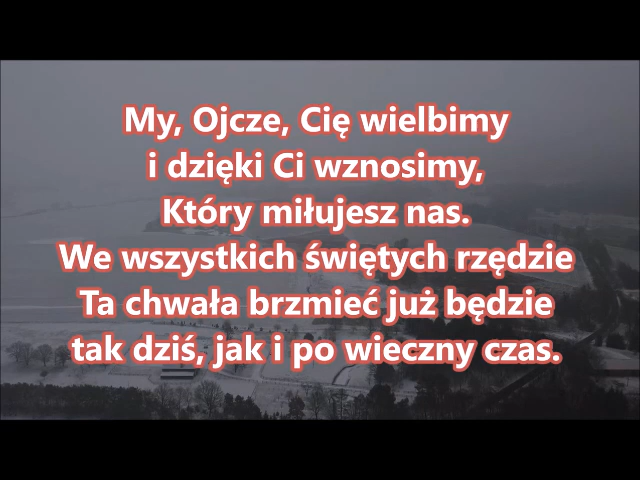 My, Ojcze, Cię wielbimy
i dzięki Ci wznosimy,
Który miłujesz nas.
We wszystkich świętych rzędzie
Ta chwała brzmieć już będzie
tak dziś, jak i po wieczny czas.